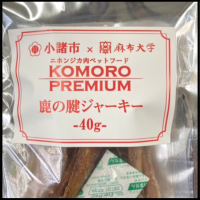 小諸市 × 麻布大学
ニホンジカ肉ペットフード
KOMORO
PREMIUM
鹿の腱ジャーキー
-40g-